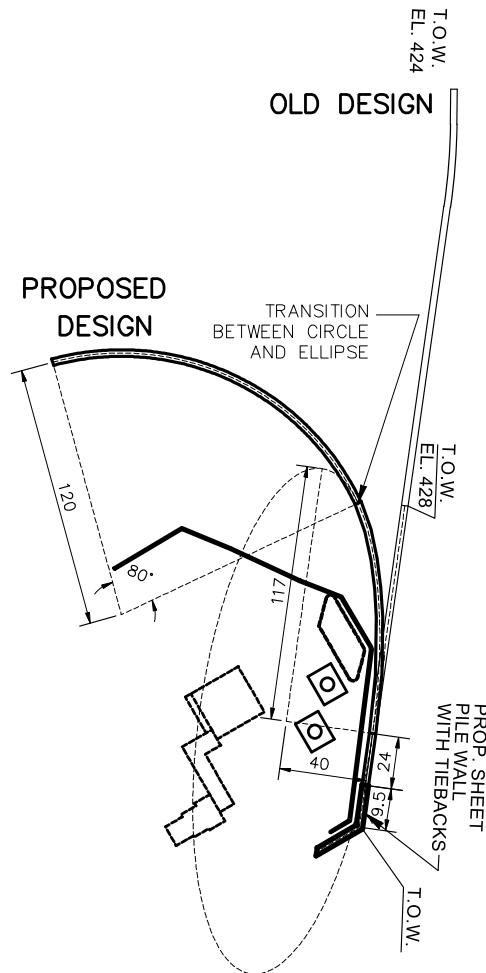 T.O.W.
EL. 424
OLD DESIGN
PROPOSED
DESIGN
TRANSITION
BETWEEN CIRCLE
AND ELLIPSE
T.O.W.
EL. 428
120
80°
117
PROP. SHEET
PILE WALL
WITH TIEBACKS
24
40
9.5
T.O.W.